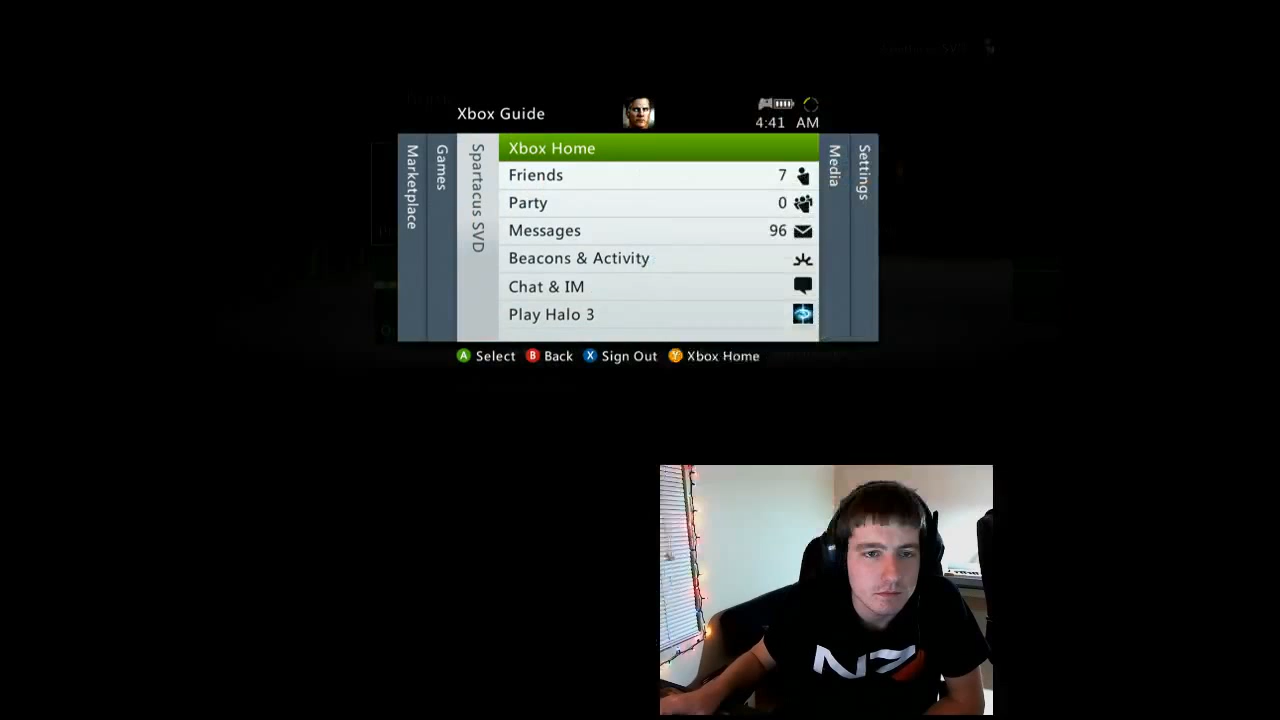 Xbox Guide
4:41 AM
Marketplace
Games
Spartacus SVD
Xbox Home
Friends 7
Party 0
Messages 96
Beacons & Activity
Chat & IM
Play Halo 3
Media
Settings
A Select B Back X Sign Out Y Xbox Home
N7